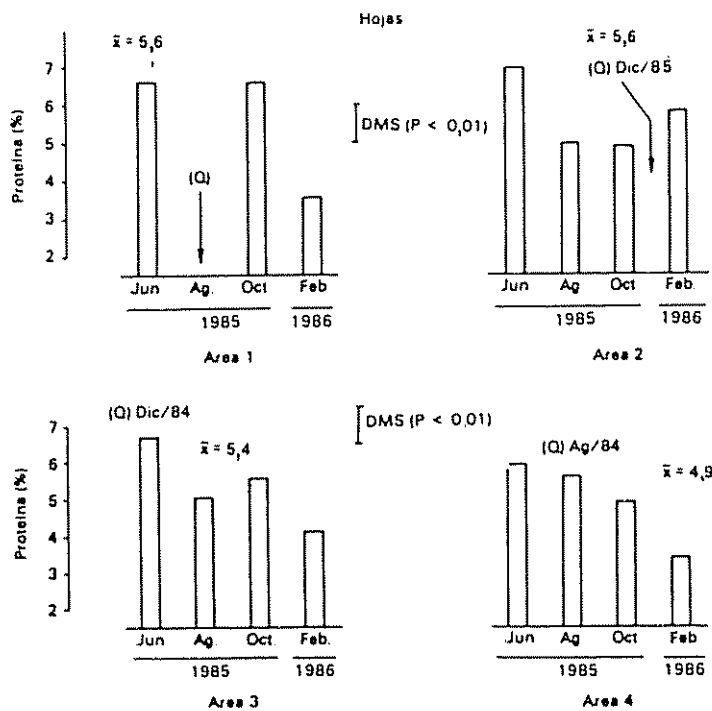 Hojas
x̄ = 5,6
Proteína (%)
7
6
5
4
3
2
(Q)
Jun Ag. Oct Feb.
1985 1986
Area 1
DMS (P < 0,01)
x̄ = 5,6
(Q) Dic/85
Jun Ag. Oct Feb.
1985 1986
Area 2
(Q) Dic/84
x̄ = 5,4
Proteína (%)
7
6
5
4
3
2
Jun Ag. Oct. Feb.
1985 1986
Area 3
DMS (P < 0,01)
(Q) Ag/84
x̄ = 4,9
Jun Ag Oct Feb
1985 1986
Area 4